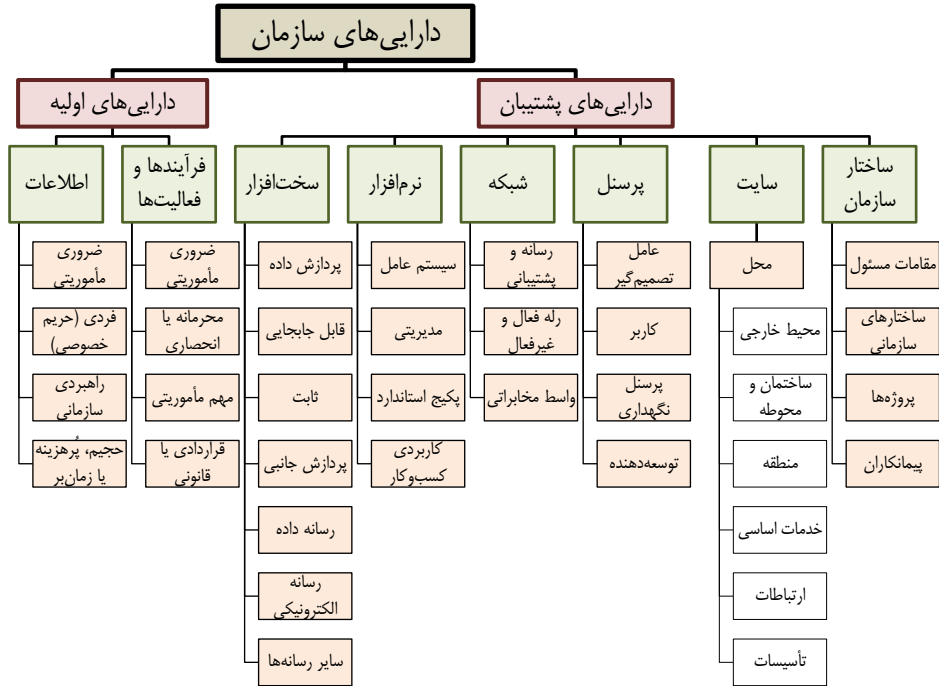 دارایی‌های سازمان
دارایی‌های پشتیبان
دارایی‌های اولیه
ساختار
سازمان
مقامات مسئول
ساختارهای
سازمانی
پروژه‌ها
پیمانکاران
سایت
محل
محیط خارجی
ساختمان و
محوطه
منطقه
خدمات اساسی
ارتباطات
تأسیسات
پرسنل
عامل
تصمیم‌گیر
کاربر
پرسنل
نگهداری
توسعه‌دهنده
شبکه
رسانه و
پشتیبانی
رله فعال و
غیرفعال
واسط مخابراتی
نرم‌افزار
سیستم عامل
مدیریتی
پکیج استاندارد
کاربردی
کسب‌وکار
سخت‌افزار
پردازش داده
قابل جابجایی
ثابت
پردازش جانبی
رسانه داده
رسانه
الکترونیکی
سایر رسانه‌ها
فرآیندها و
فعالیت‌ها
ضروری
مأموریتی
محرمانه یا
انحصاری
مهم مأموریتی
قراردادی یا
قانونی
اطلاعات
ضروری
مأموریتی
فردی (حریم
خصوصی)
راهبردی
سازمانی
حجیم، پُرهزینه
یا زمان‌بر